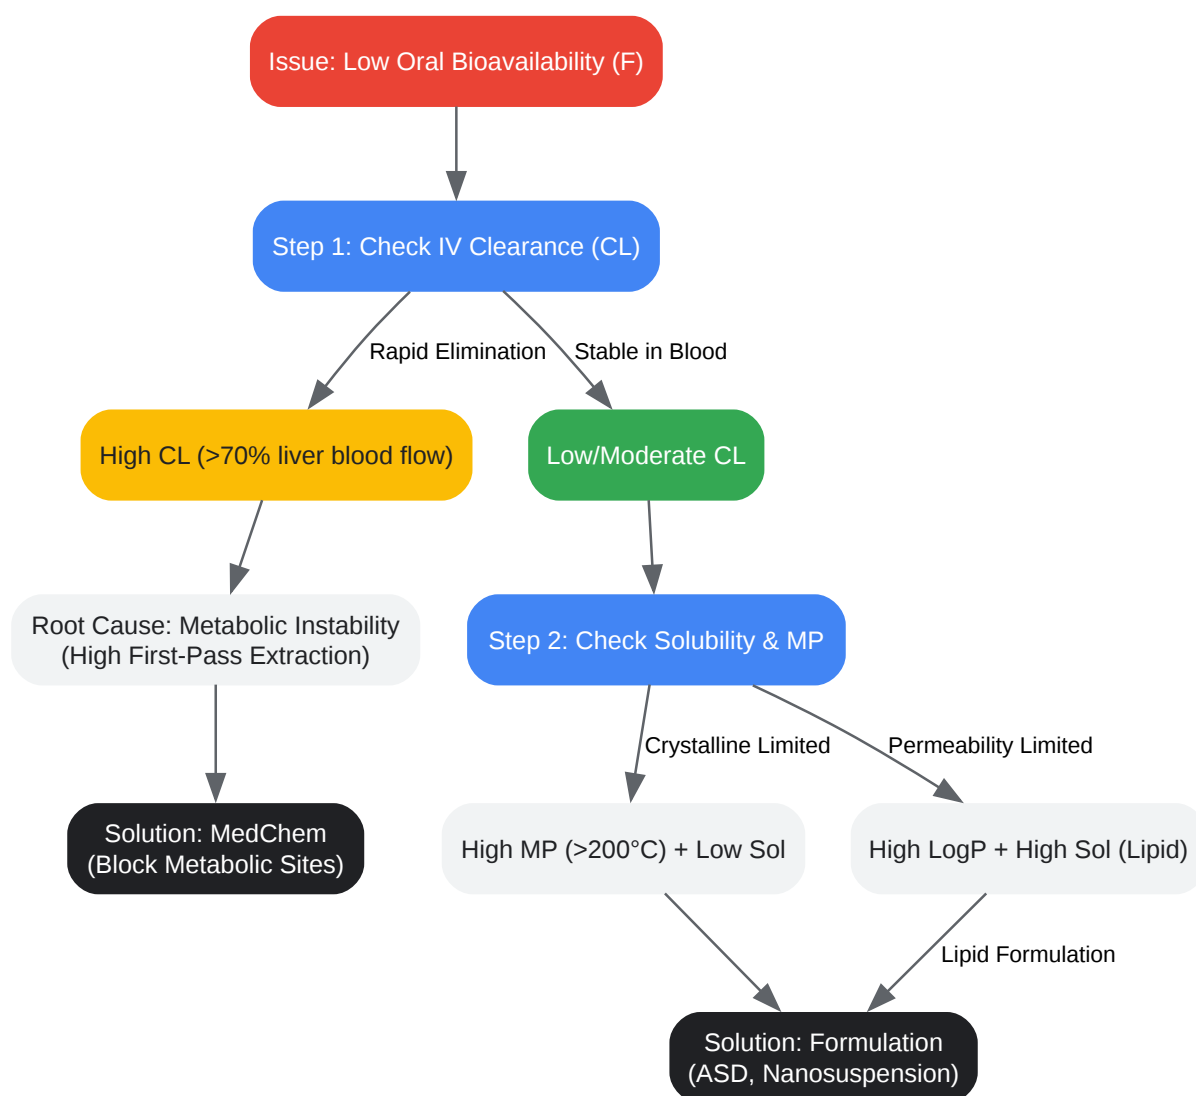 Issue: Low Oral Bioavailability (F)
Step 1: Check IV Clearance (CL)
Rapid Elimination
Stable in Blood
High CL (>70% liver blood flow)
Low/Moderate CL
Root Cause: Metabolic Instability
(High First-Pass Extraction)
Step 2: Check Solubility & MP
Crystalline Limited
Permeability Limited
Solution: MedChem
(Block Metabolic Sites)
High MP (>200°C) + Low Sol
High LogP + High Sol (Lipid)
Lipid Formulation
Solution: Formulation
(ASD, Nanosuspension)